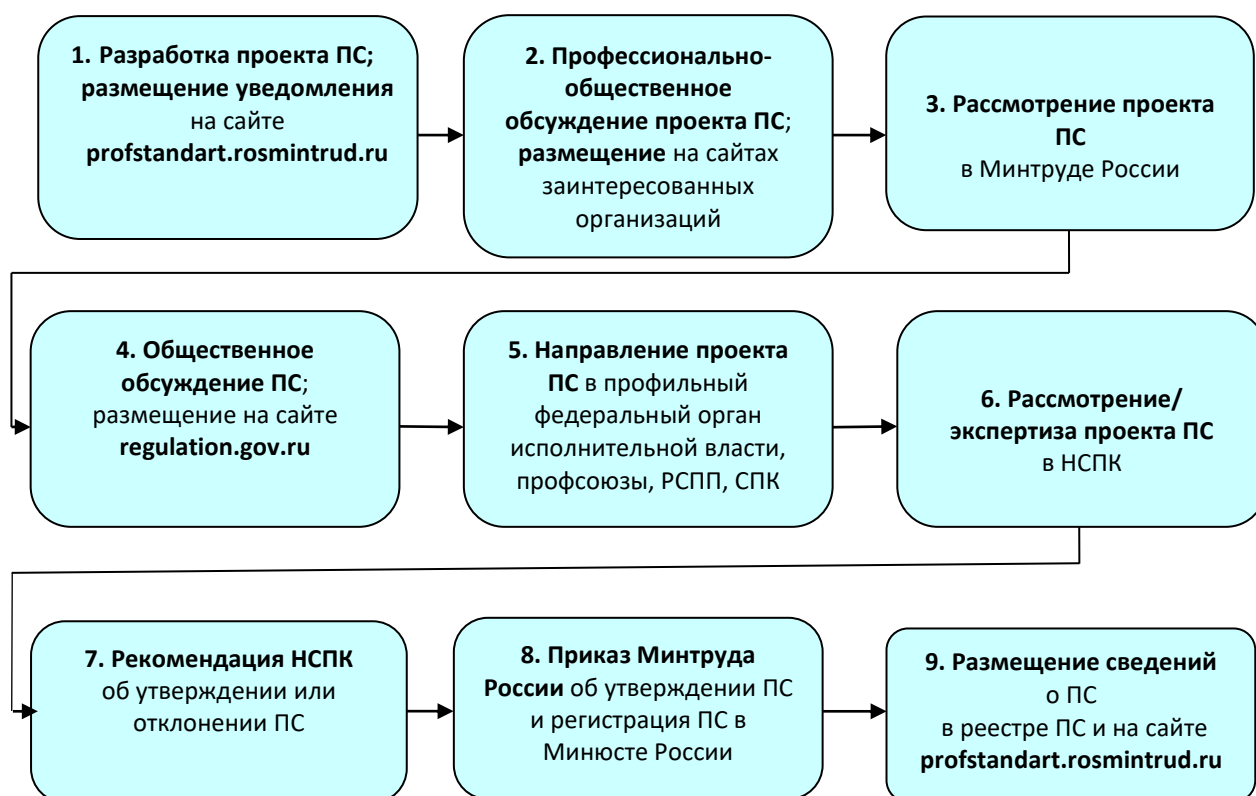 1. Разработка проекта ПС;
размещение уведомления
на сайте
profstandart.rosmintrud.ru
2. Профессионально-
общественное
обсуждение проекта ПС;
размещение на сайтах
заинтересованных
организаций
3. Рассмотрение проекта
ПС
в Минтруде России
4. Общественное
обсуждение ПС;
размещение на сайте
regulation.gov.ru
5. Направление проекта
ПС в профильный
федеральный орган
исполнительной власти,
профсоюзы, РСПП, СПК
6. Рассмотрение/
экспертиза проекта ПС
в НСПК
7. Рекомендация НСПК
об утверждении или
отклонении ПС
8. Приказ Минтруда
России об утверждении ПС
и регистрация ПС в
Минюсте России
9. Размещение сведений
о ПС
в реестре ПС и на сайте
profstandart.rosmintrud.ru